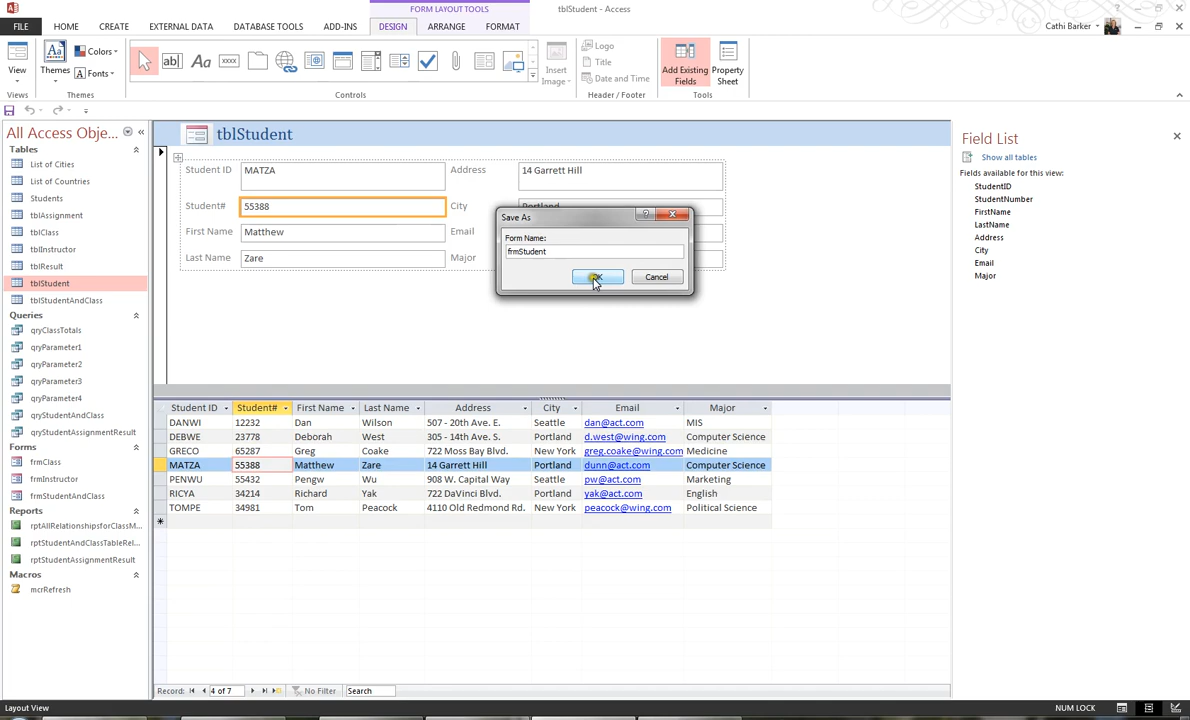 FORM LAYOUT TOOLS
tblStudent - Access
FILE HOME CREATE EXTERNAL DATA DATABASE TOOLS ADD-INS DESIGN ARRANGE FORMAT
Cathi Barker
View
Views
Themes
Colors
Fonts
Themes
ab|
Aa
xxxx
Controls
Insert Image
Logo
Title
Date and Time
Header / Footer
Add Existing Fields
Property Sheet
Tools
All Access Obje...
Tables
List of Cities
List of Countries
Students
tblAssignment
tblClass
tblInstructor
tblResult
tblStudent
tblStudentAndClass
Queries
qryClassTotals
qryParameter1
qryParameter2
qryParameter3
qryParameter4
qryStudentAndClass
qryStudentAssignmentResult
Forms
frmClass
frmInstructor
frmStudentAndClass
Reports
rptAllRelationshipsforClassM...
rptStudentAndClassTableRel...
rptStudentAssignmentResult
Macros
mcrRefresh
tblStudent
Student ID MATZA Address 14 Garrett Hill
Student# 55388 City Portland
First Name Matthew Email
Last Name Zare Major
Save As
Form Name:
frmStudent
OK Cancel
Student ID Student# First Name Last Name Address City Email Major
DANWI 12232 Dan Wilson 507 - 20th Ave. E. Seattle dan@act.com MIS
DEBWE 23778 Deborah West 305 - 14th Ave. S. Portland d.west@wing.com Computer Science
GRECO 65287 Greg Coake 722 Moss Bay Blvd. New York greg.coake@wing.com Medicine
MATZA 55388 Matthew Zare 14 Garrett Hill Portland dunn@act.com Computer Science
PENWU 55432 Pengw Wu 908 W. Capital Way Seattle pw@act.com Marketing
RICYA 34214 Richard Yak 722 DaVinci Blvd. Portland yak@act.com English
TOMPE 34981 Tom Peacock 4110 Old Redmond Rd. New York peacock@wing.com Political Science
Record: 4 of 7 No Filter Search
Field List
Show all tables
Fields available for this view:
StudentID
StudentNumber
FirstName
LastName
Address
City
Email
Major
Layout View
NUM LOCK